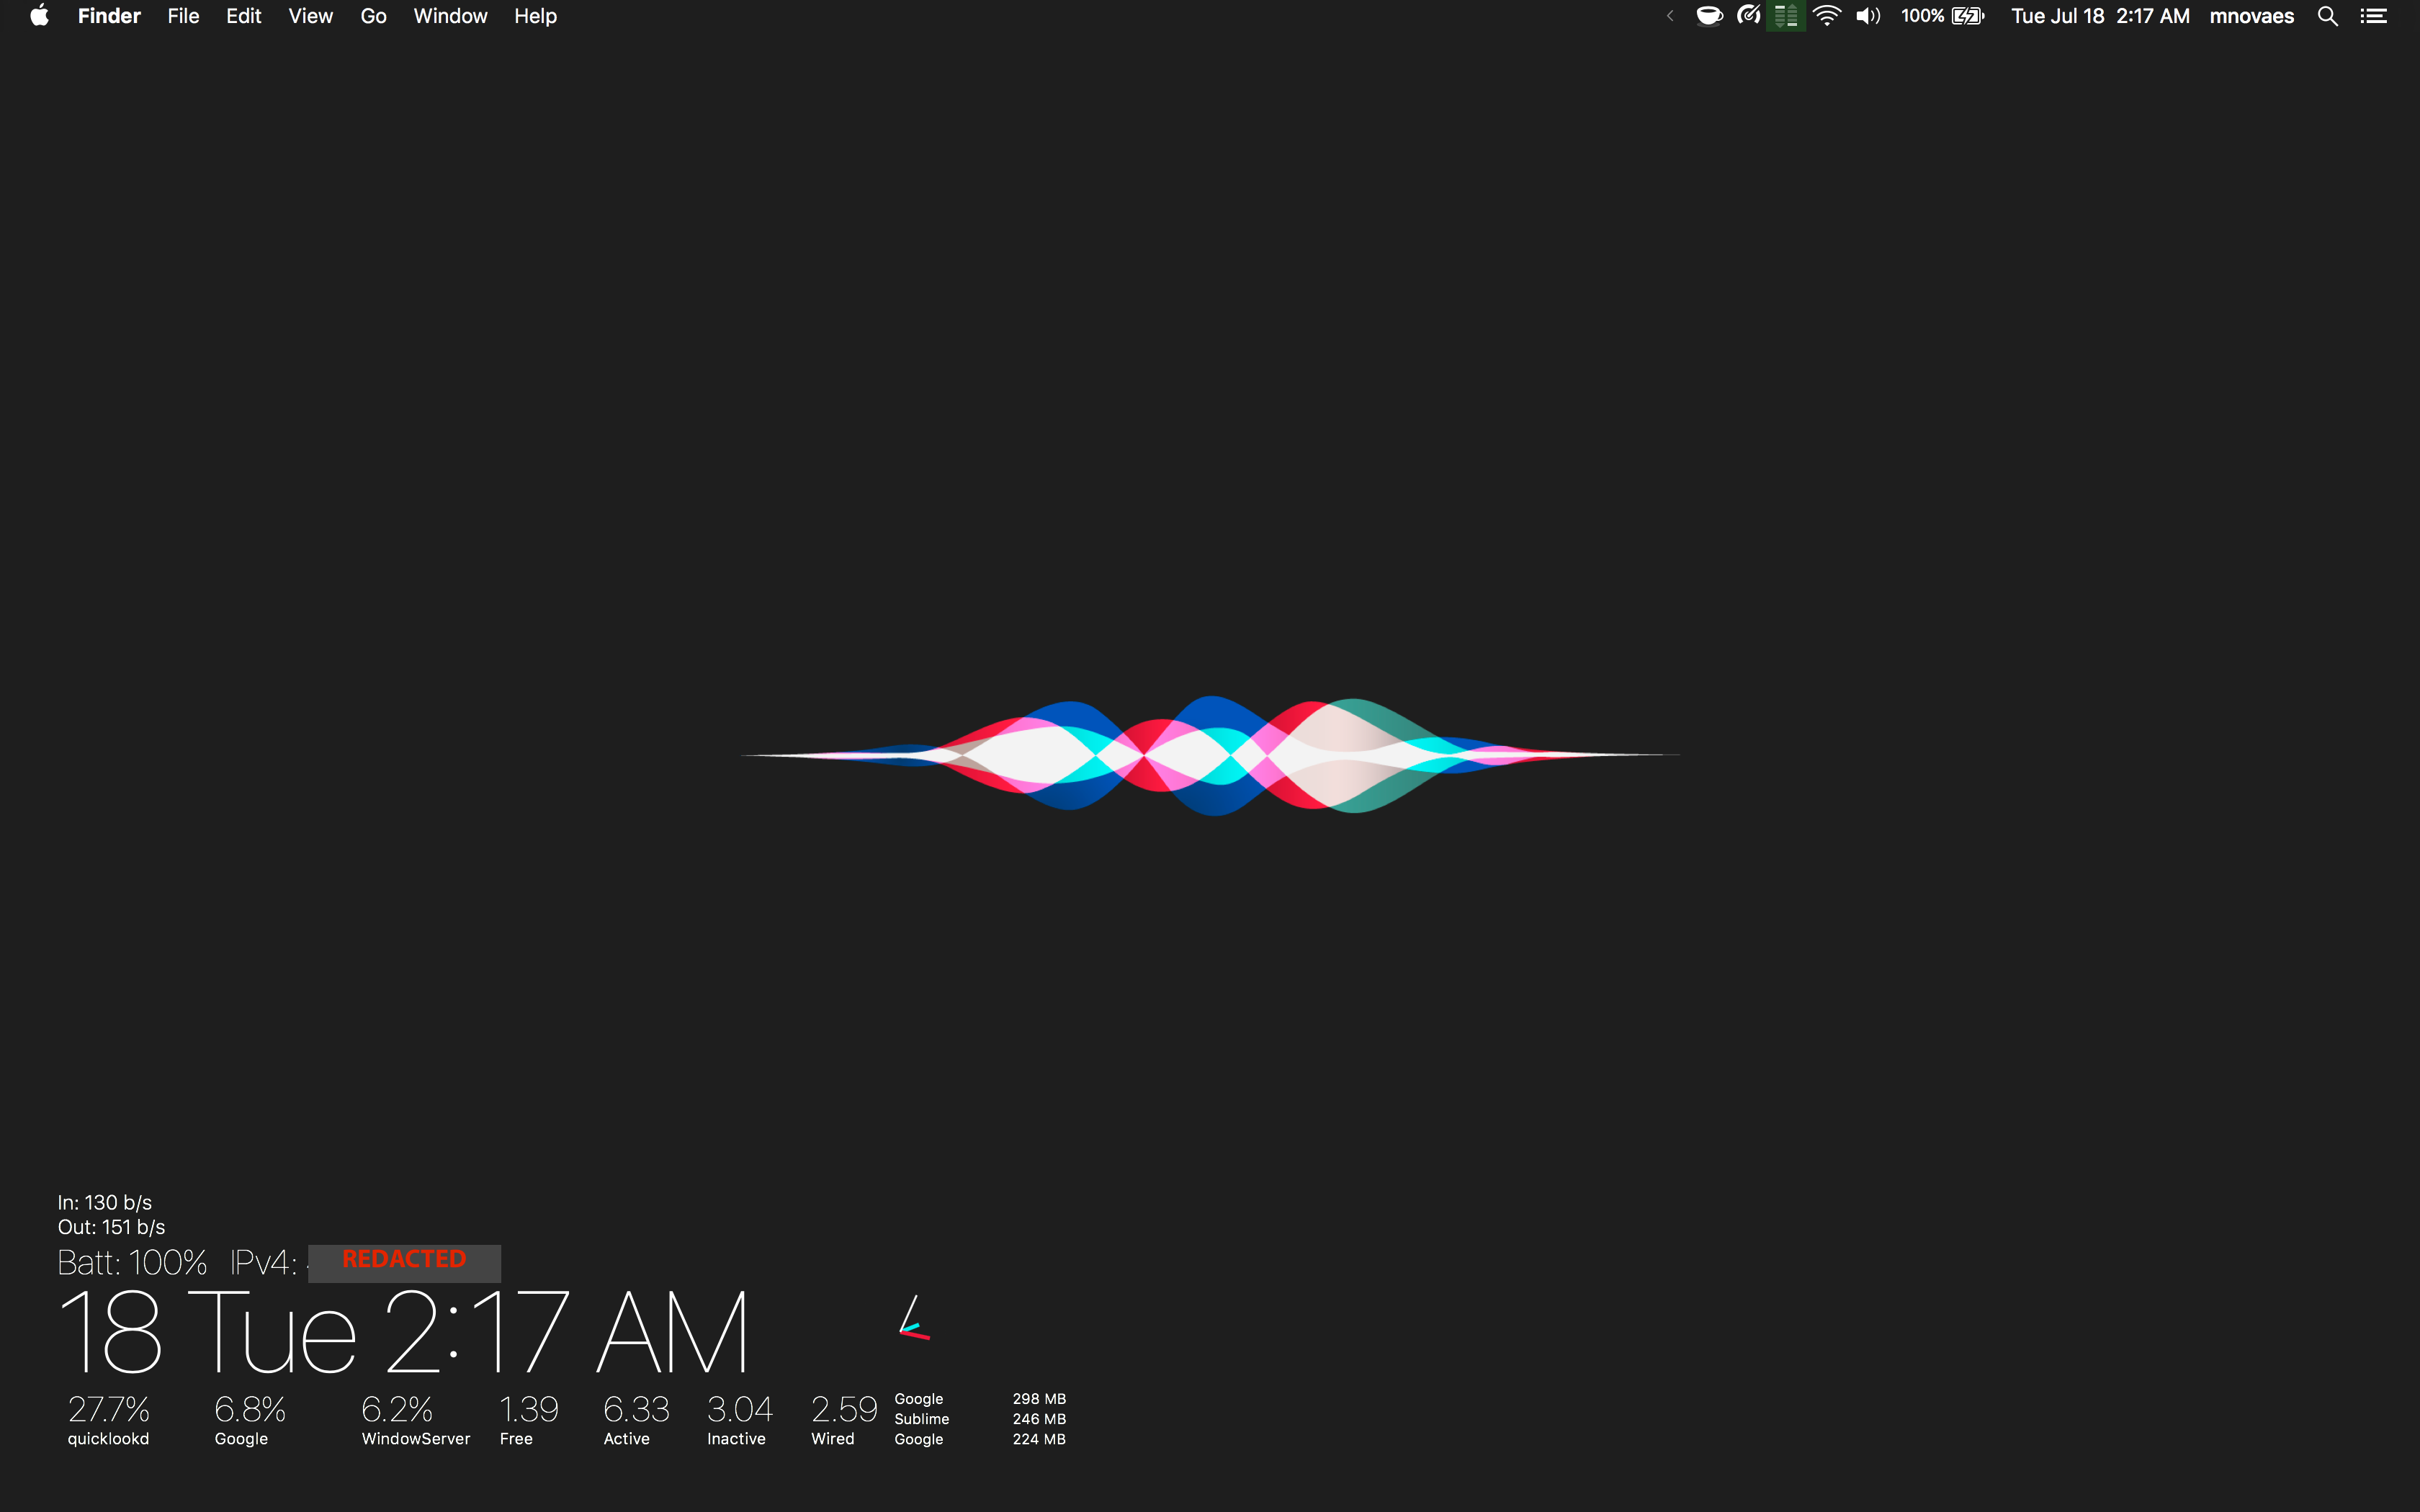 Finder File Edit View Go Window Help 100% Tue Jul 18 2:17 AM mnovaes
In: 130 b/s
Out: 151 b/s
Batt: 100% IPv4: REDACTED
18 Tue 2:17 AM
27.7% 6.8% 6.2% 1.39 6.33 3.04 2.59
quicklookd Google WindowServer Free Active Inactive Wired
Google 298 MB
Sublime 246 MB
Google 224 MB